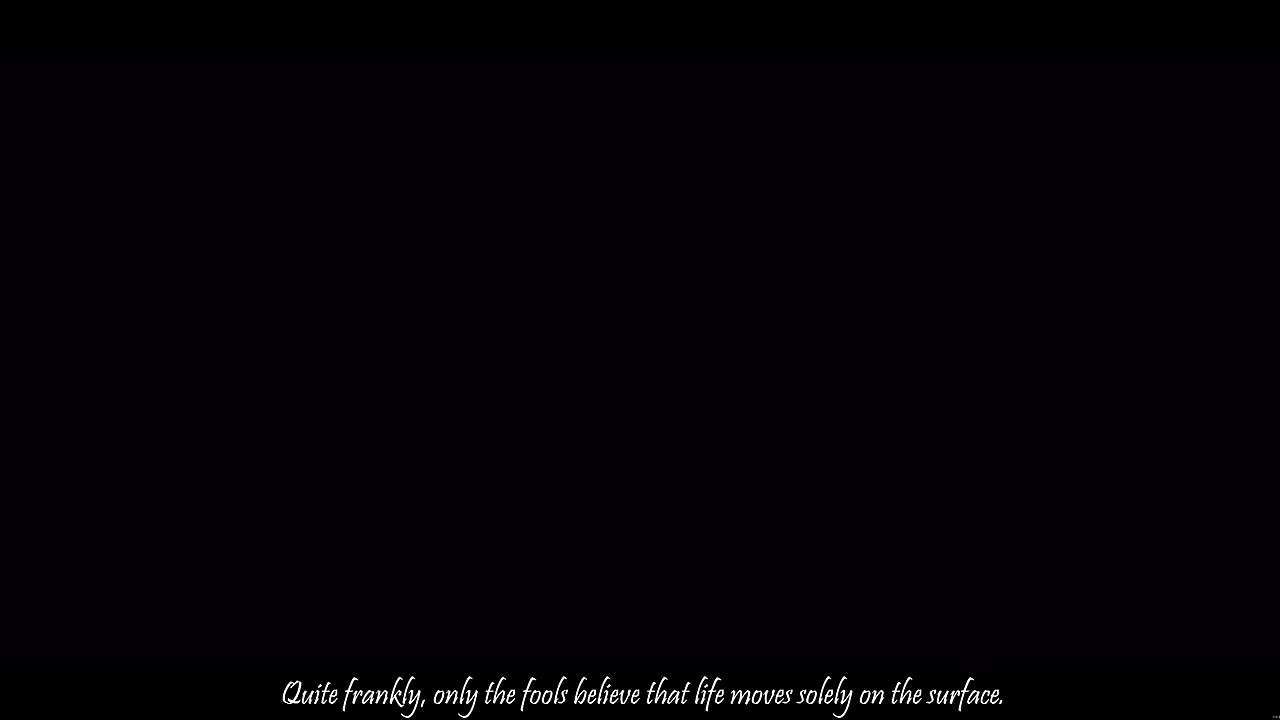 Quite frankly, only the fools believe that life moves solely on the surface.